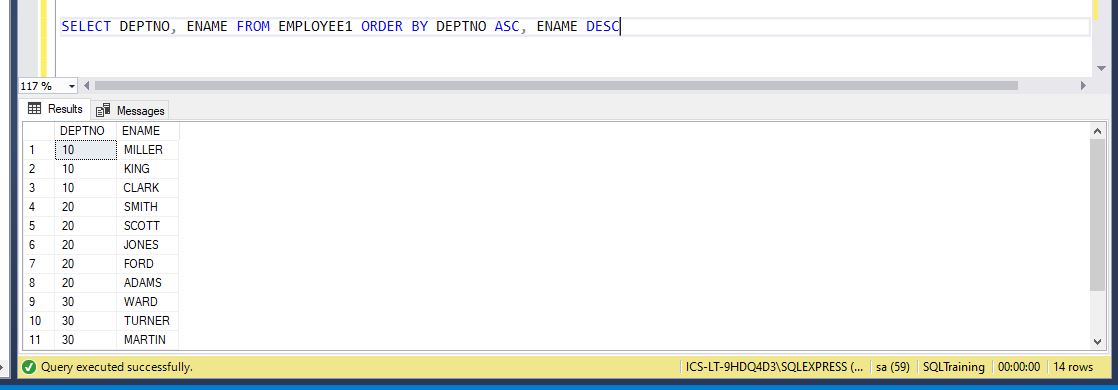 SELECT DEPTNO, ENAME FROM EMPLOYEE1 ORDER BY DEPTNO ASC, ENAME DESC
117 %
Results Messages
DEPTNO ENAME
1 10 MILLER
2 10 KING
3 10 CLARK
4 20 SMITH
5 20 SCOTT
6 20 JONES
7 20 FORD
8 20 ADAMS
9 30 WARD
10 30 TURNER
11 30 MARTIN
Query executed successfully. ICS-LT-9HDQ4D3\SQLEXPRESS (... sa (59) SQLTraining 00:00:00 14 rows